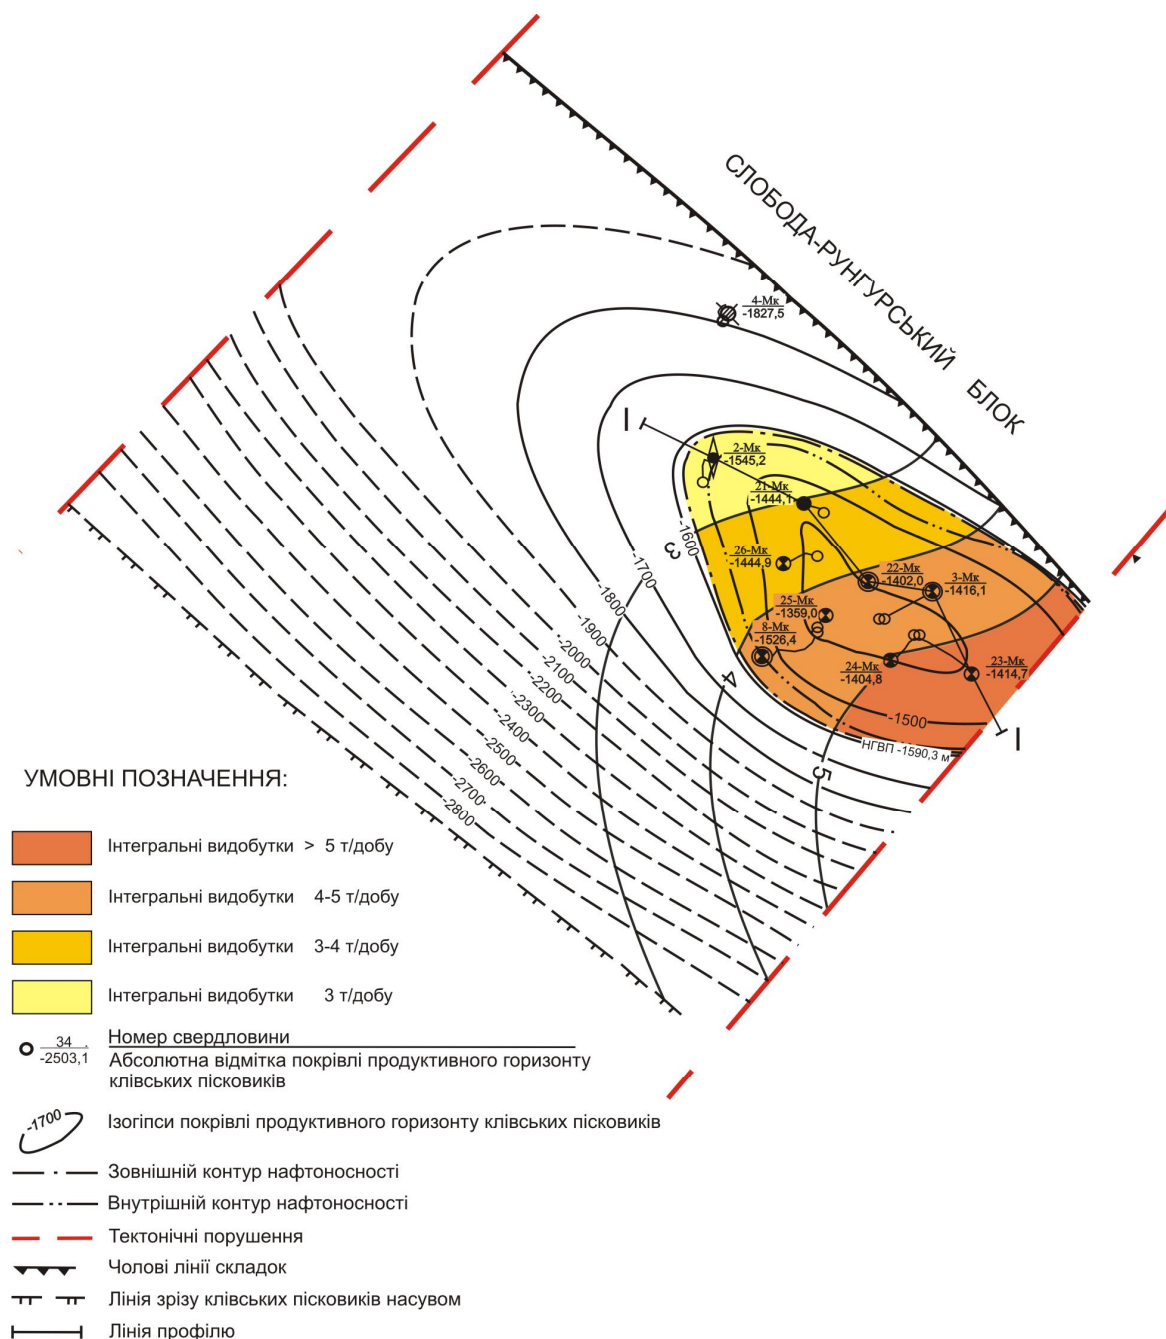 СЛОБОДА-РУНГУРСЬКИЙ БЛОК
4-Мк
-1827,5
I
2-Мк
-1545,2
21-Мк
-1444,1
26-Мк
-1444,9
22-Мк
-1402,0
3-Мк
-1416,1
25-Мк
-1359,0
8-Мк
-1526,4
24-Мк
-1404,8
23-Мк
-1414,7
I
-1500
НГВП -1590,3 м
3
4
5
-1600
-1700
-1800
-1900
-2000
-2100
-2200
-2300
-2400
-2500
-2600
-2700
-2800
УМОВНІ ПОЗНАЧЕННЯ:
Інтегральні видобутки > 5 т/добу
Інтегральні видобутки 4-5 т/добу
Інтегральні видобутки 3-4 т/добу
Інтегральні видобутки 3 т/добу
34 Номер свердловини
-2503,1 Абсолютна відмітка покрівлі продуктивного горизонту
клівських пісковиків
-1700 Ізогіпси покрівлі продуктивного горизонту клівських пісковиків
Зовнішній контур нафтоносності
Внутрішній контур нафтоносності
Тектонічні порушення
Чолові лінії складок
Лінія зрізу клівських пісковиків насувом
Лінія профілю